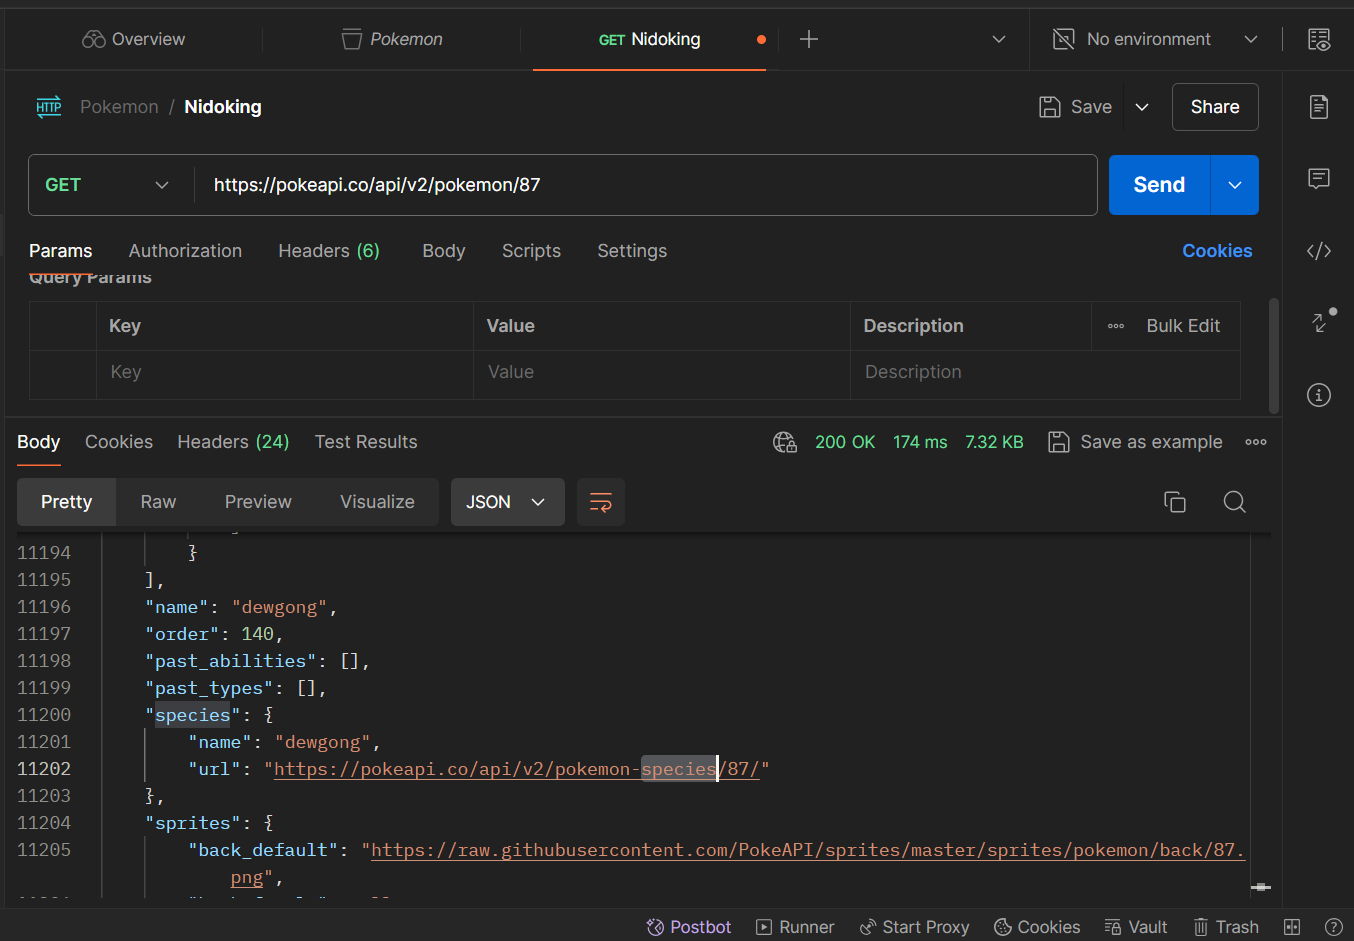 Overview
Pokemon
GET Nidoking
No environment
HTTP
Pokemon / Nidoking
Save
Share
GET
https://pokeapi.co/api/v2/pokemon/87
Send
Params
Authorization
Headers (6)
Body
Scripts
Settings
Cookies
Query Params
Key
Value
Description
Bulk Edit
Key
Value
Description
Body
Cookies
Headers (24)
Test Results
200 OK
174 ms
7.32 KB
Save as example
Pretty
Raw
Preview
Visualize
JSON
11194 }
11195 ],
11196 "name": "dewgong",
11197 "order": 140,
11198 "past_abilities": [],
11199 "past_types": [],
11200 "species": {
11201 "name": "dewgong",
11202 "url": "https://pokeapi.co/api/v2/pokemon-species/87/"
11203 },
11204 "sprites": {
11205 "back_default": "https://raw.githubusercontent.com/PokeAPI/sprites/master/sprites/pokemon/back/87.
png",
Postbot
Runner
Start Proxy
Cookies
Vault
Trash